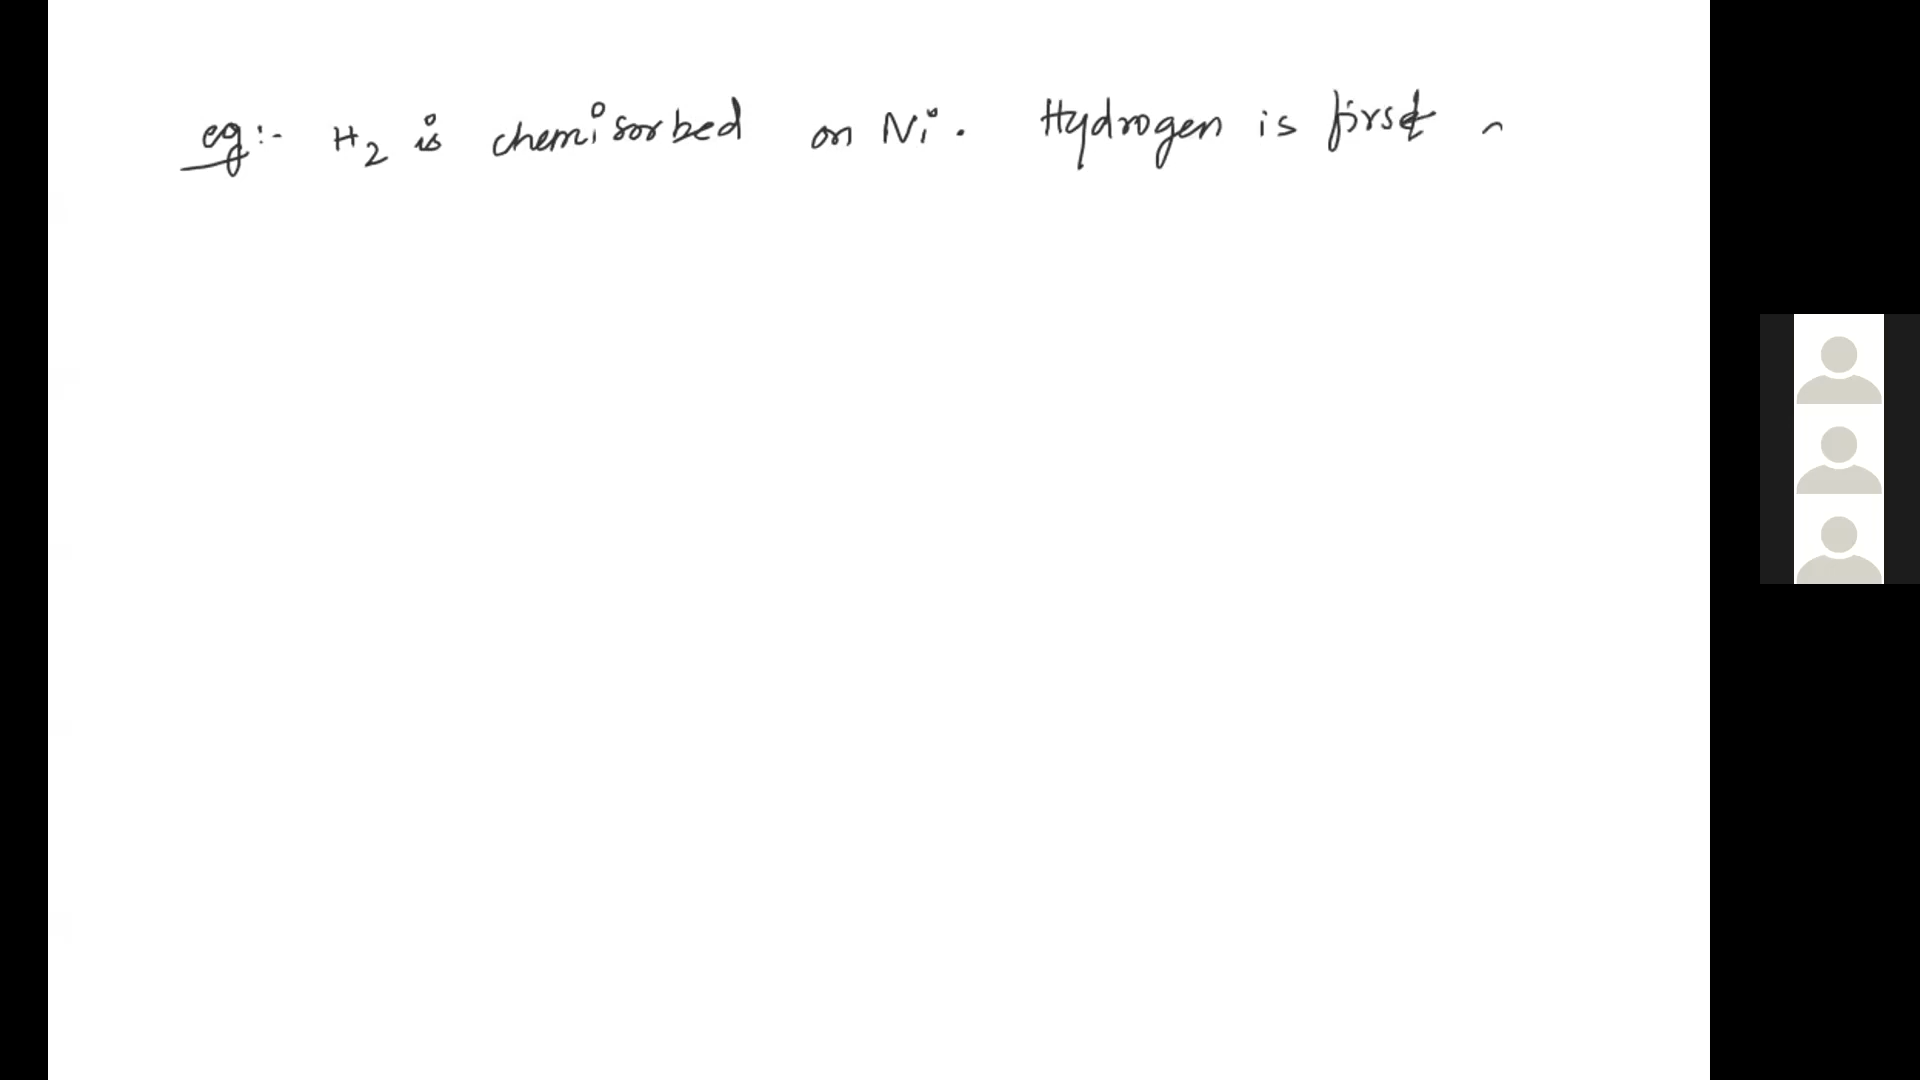 eg:- H₂ is chemisorbed on Ni. Hydrogen is first